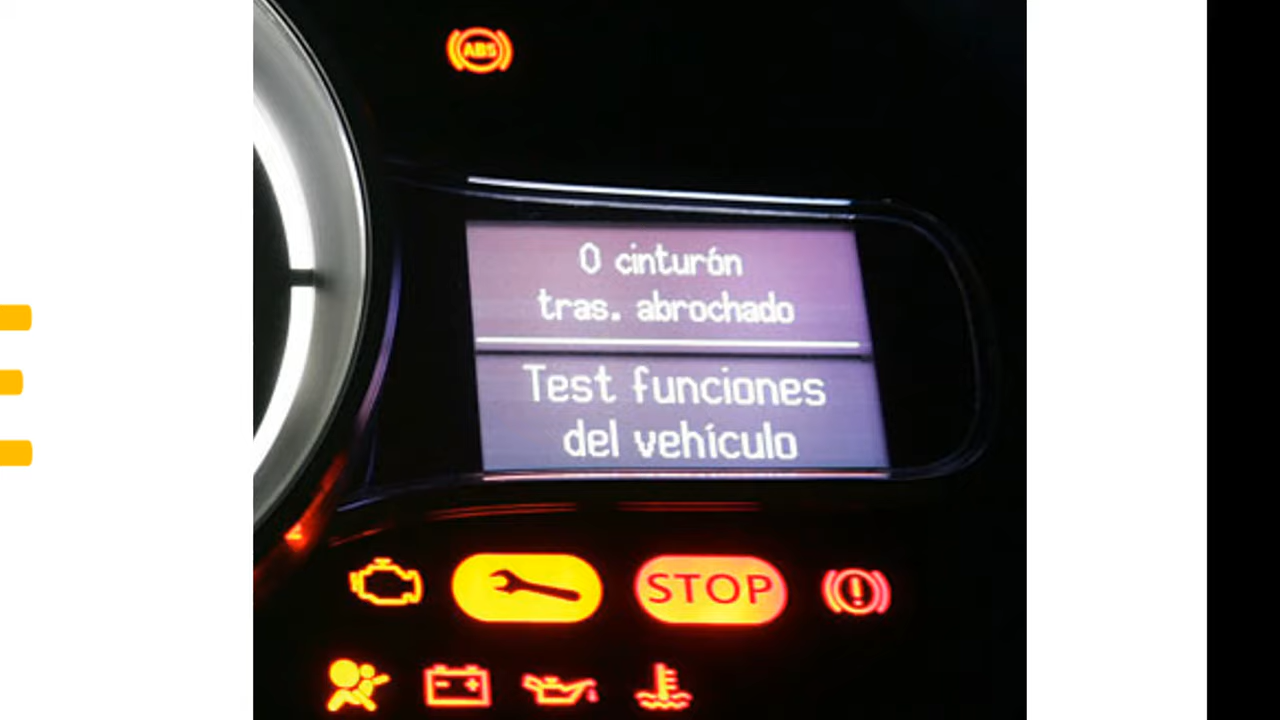 ABS
0 cinturón
tras. abrochado
Test funciones
del vehículo
STOP